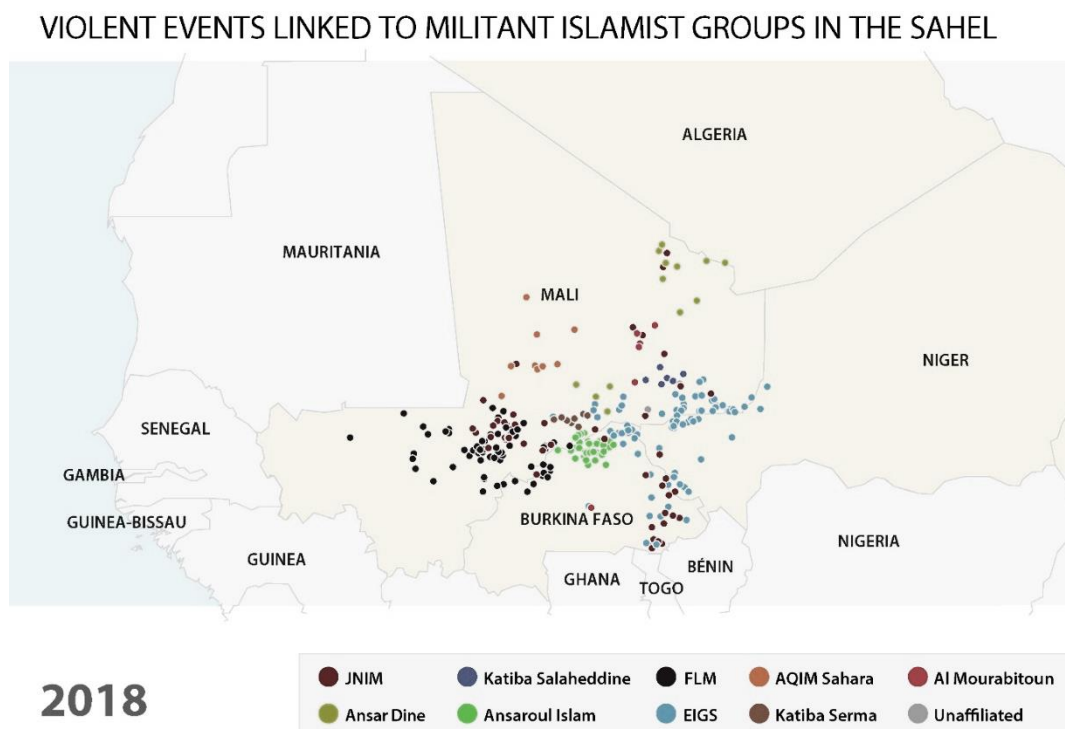 VIOLENT EVENTS LINKED TO MILITANT ISLAMIST GROUPS IN THE SAHEL
ALGERIA
MAURITANIA
MALI
NIGER
SENEGAL
GAMBIA
GUINEA-BISSAU
BURKINA FASO
NIGERIA
GUINEA
BÉNIN
GHANA
TOGO
2018
JNIM
Katiba Salaheddine
FLM
AQIM Sahara
Al Mourabitoun
Ansar Dine
Ansaroul Islam
EIGS
Katiba Serma
Unaffiliated